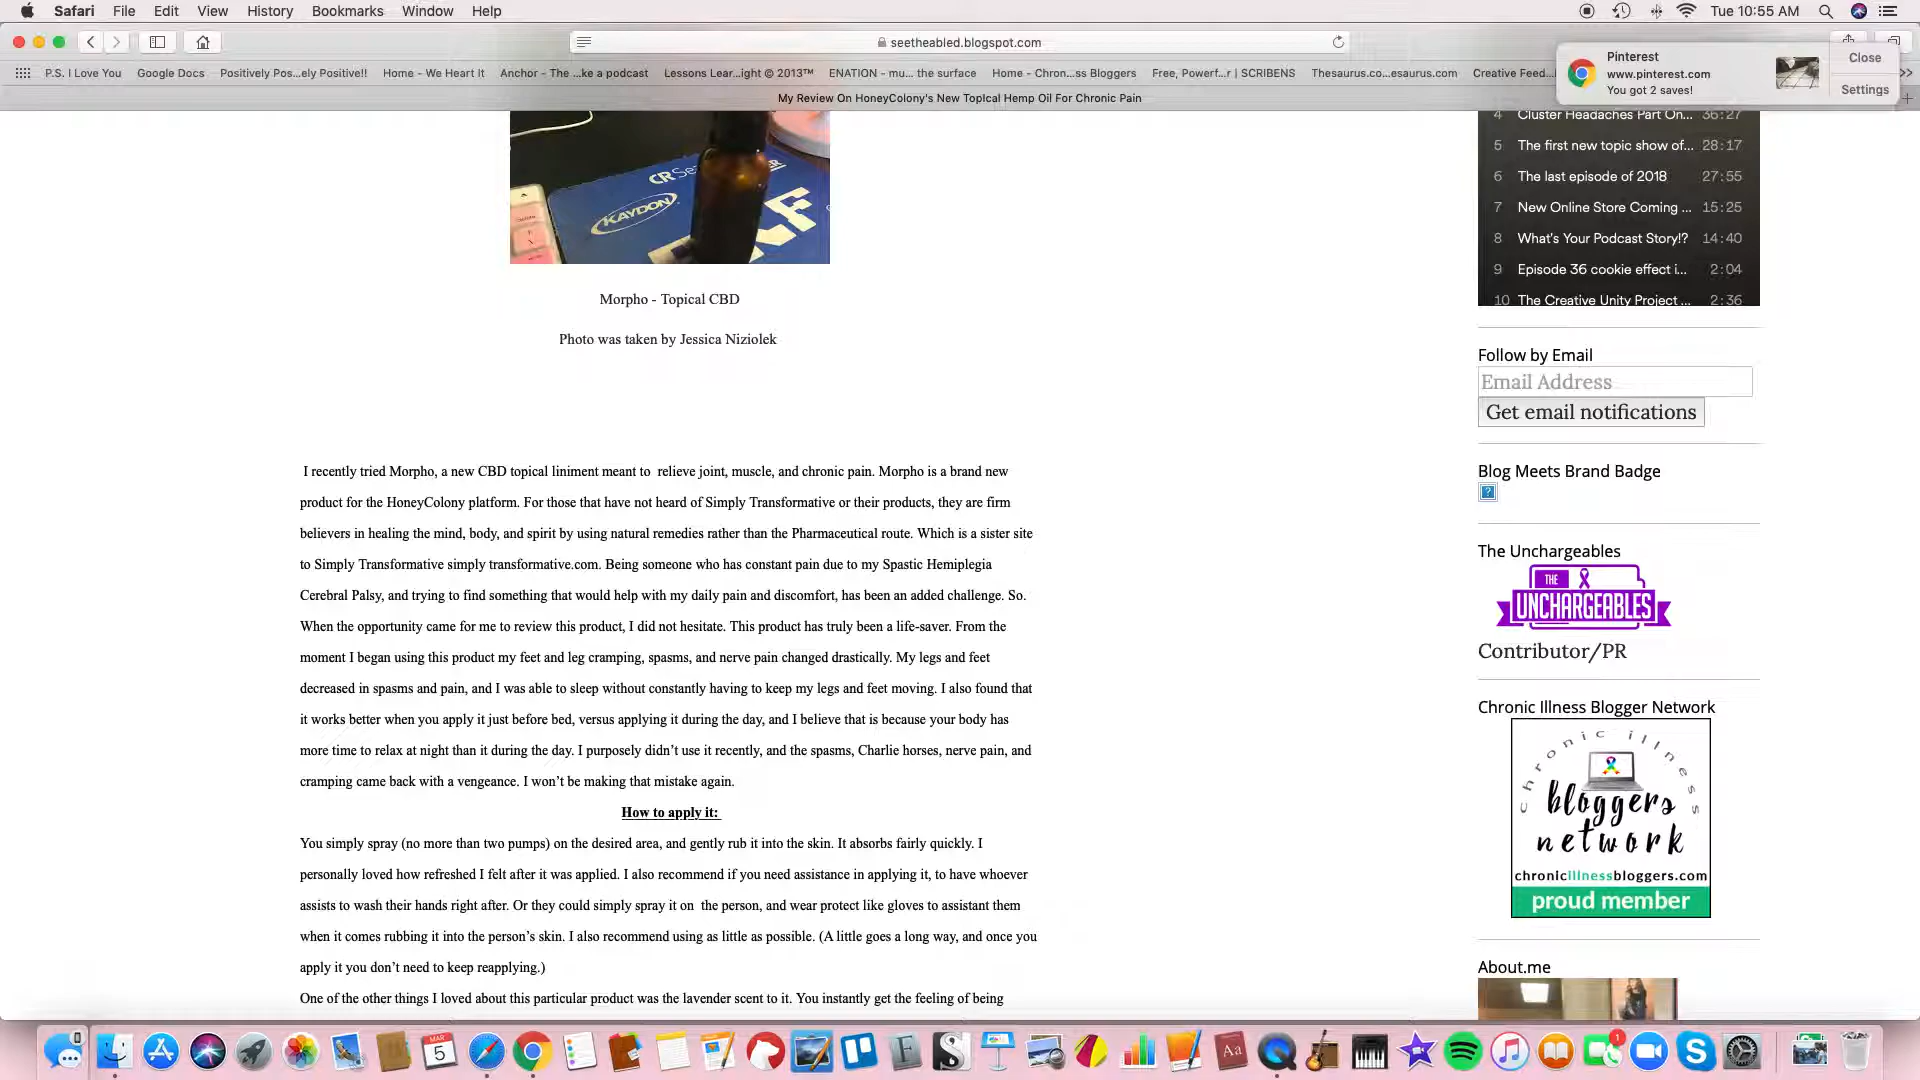 Safari File Edit View History Bookmarks Window Help Tue 10:55 AM
seetheabled.blogspot.com
P.S. I Love You Google Docs Positively Pos...ely Positive!! Home - We Heart It Anchor - The ...ke a podcast Lessons Lear...ight © 2013™ ENATION - mu... the surface Home - Chron...ss Bloggers Free, Powerf...r | SCRIBENS Thesaurus.co...esaurus.com Creative Feed...
My Review On HoneyColony's New TopIcal Hemp Oil For Chronic Pain
Pinterest
www.pinterest.com
You got 2 saves!
Close
Settings
KAYDON
Morpho - Topical CBD
Photo was taken by Jessica Niziolek
I recently tried Morpho, a new CBD topical liniment meant to relieve joint, muscle, and chronic pain. Morpho is a brand new
product for the HoneyColony platform. For those that have not heard of Simply Transformative or their products, they are firm
believers in healing the mind, body, and spirit by using natural remedies rather than the Pharmaceutical route. Which is a sister site
to Simply Transformative simply transformative.com. Being someone who has constant pain due to my Spastic Hemiplegia
Cerebral Palsy, and trying to find something that would help with my daily pain and discomfort, has been an added challenge. So.
When the opportunity came for me to review this product, I did not hesitate. This product has truly been a life-saver. From the
moment I began using this product my feet and leg cramping, spasms, and nerve pain changed drastically. My legs and feet
decreased in spasms and pain, and I was able to sleep without constantly having to keep my legs and feet moving. I also found that
it works better when you apply it just before bed, versus applying it during the day, and I believe that is because your body has
more time to relax at night than it during the day. I purposely didn’t use it recently, and the spasms, Charlie horses, nerve pain, and
cramping came back with a vengeance. I won’t be making that mistake again.
How to apply it:
You simply spray (no more than two pumps) on the desired area, and gently rub it into the skin. It absorbs fairly quickly. I
personally loved how refreshed I felt after it was applied. I also recommend if you need assistance in applying it, to have whoever
assists to wash their hands right after. Or they could simply spray it on the person, and wear protect like gloves to assistant them
when it comes rubbing it into the person’s skin. I also recommend using as little as possible. (A little goes a long way, and once you
apply it you don’t need to keep reapplying.)
One of the other things I loved about this particular product was the lavender scent to it. You instantly get the feeling of being
4 Cluster Headaches Part On... 36:27
5 The first new topic show of... 28:17
6 The last episode of 2018 27:55
7 New Online Store Coming ... 15:25
8 What's Your Podcast Story!? 14:40
9 Episode 36 cookie effect i... 2:04
10 The Creative Unity Project ... 2:36
Follow by Email
Email Address
Get email notifications
Blog Meets Brand Badge
The Unchargeables
THE
UNCHARGEABLES
Contributor/PR
Chronic Illness Blogger Network
chronic illness
bloggers
network
chronicillnessbloggers.com
proud member
About.me
MAR
5
Aa
1